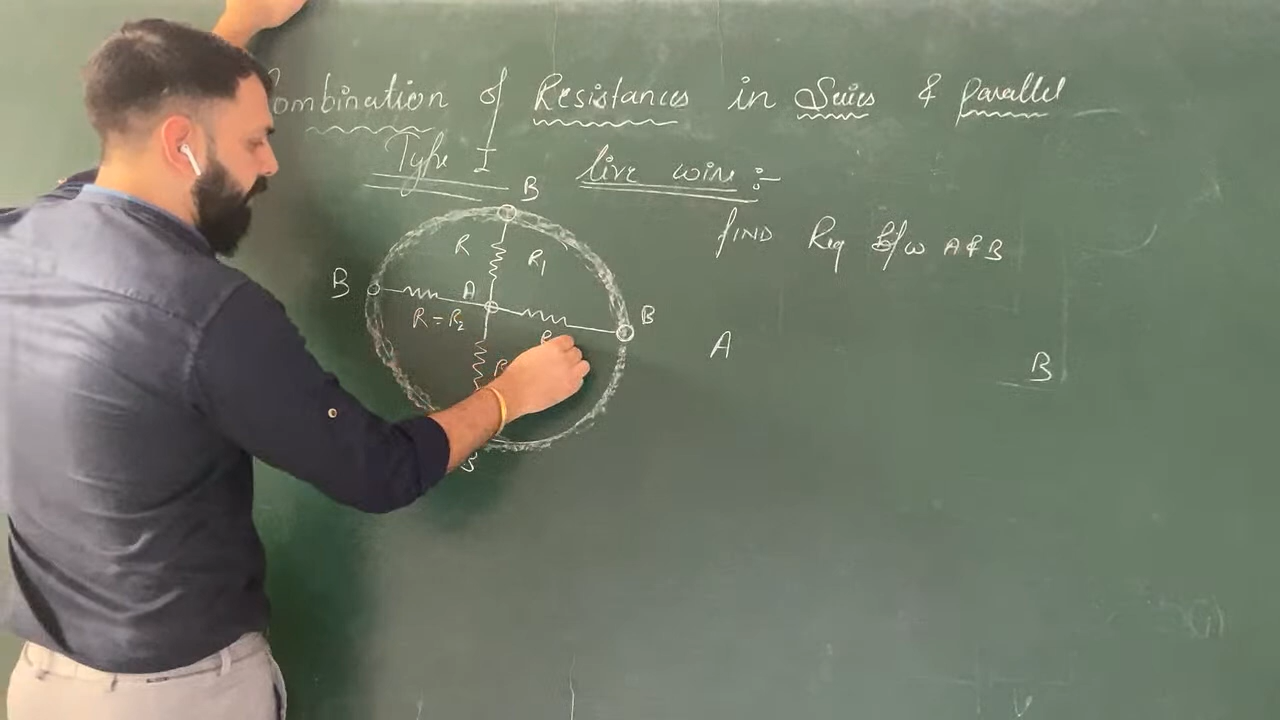 Combination of Resistances in Series & Parallel
Type I live wire :-
B
FIND Req b/w A & B
R R1
B A B
R = R2
A B